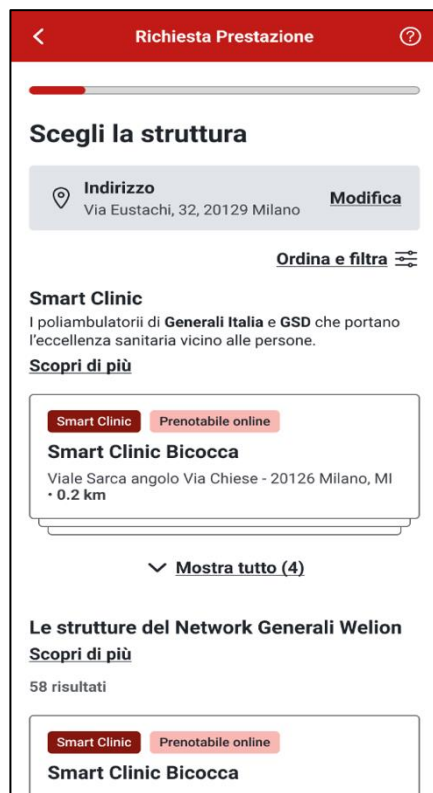 Richiesta Prestazione
Scegli la struttura
Indirizzo
Via Eustachi, 32, 20129 Milano
Modifica
Ordina e filtra
Smart Clinic
I poliambulatorii di Generali Italia e GSD che portano
l'eccellenza sanitaria vicino alle persone.
Scopri di più
Smart Clinic Prenotabile online
Smart Clinic Bicocca
Viale Sarca angolo Via Chiese - 20126 Milano, MI
• 0.2 km
Mostra tutto (4)
Le strutture del Network Generali Welion
Scopri di più
58 risultati
Smart Clinic Prenotabile online
Smart Clinic Bicocca